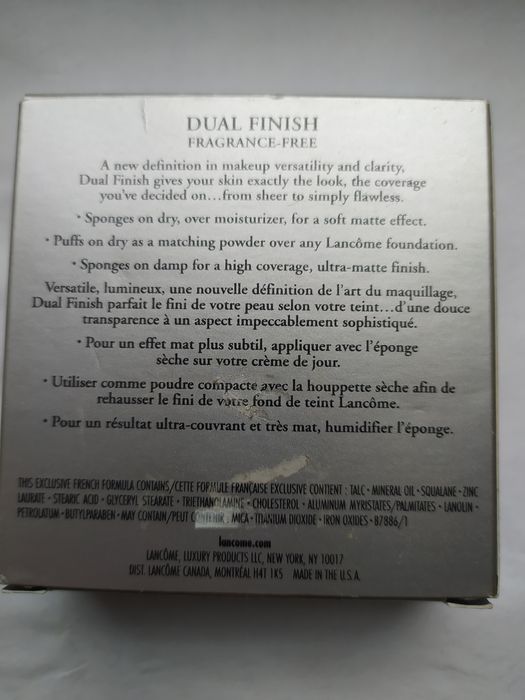 DUAL FINISH
FRAGRANCE-FREE
A new definition in makeup versatility and clarity,
Dual Finish gives your skin exactly the look, the coverage
you've decided on...from sheer to simply flawless.
• Sponges on dry, over moisturizer, for a soft matte effect.
• Puffs on dry as a matching powder over any Lancôme foundation.
• Sponges on damp for a high coverage, ultra-matte finish.
Versatile, lumineux, une nouvelle définition de l'art du maquillage,
Dual Finish parfait le fini de votre peau selon votre teint...d'une douce
transparence à un aspect impeccablement sophistiqué.
• Pour un effet mat plus subtil, appliquer avec l'éponge
sèche sur votre crème de jour.
• Utiliser comme poudre compacte avec la houppette sèche afin de
rehausser le fini de votre fond de teint Lancôme.
• Pour un résultat ultra-couvrant et très mat, humidifier l'éponge.
THIS EXCLUSIVE FRENCH FORMULA CONTAINS/CETTE FORMULE FRANÇAISE EXCLUSIVE CONTIENT : TALC • MINERAL OIL • SQUALANE • ZINC
LAURATE • STEARIC ACID • GLYCERYL STEARATE • TRIETHANOLAMINE • CHOLESTEROL • ALUMINUM MYRISTATES/PALMITATES • LANOLIN •
PETROLATUM • BUTYLPARABEN • MAY CONTAIN/PEUT CONTENIR : MICA • TITANIUM DIOXIDE • IRON OXIDES • 87886/1
lancome.com
LANCÔME, LUXURY PRODUCTS LLC, NEW YORK, NY 10017
DIST. LANCÔME CANADA, MONTRÉAL H4T 1K5 MADE IN THE U.S.A.